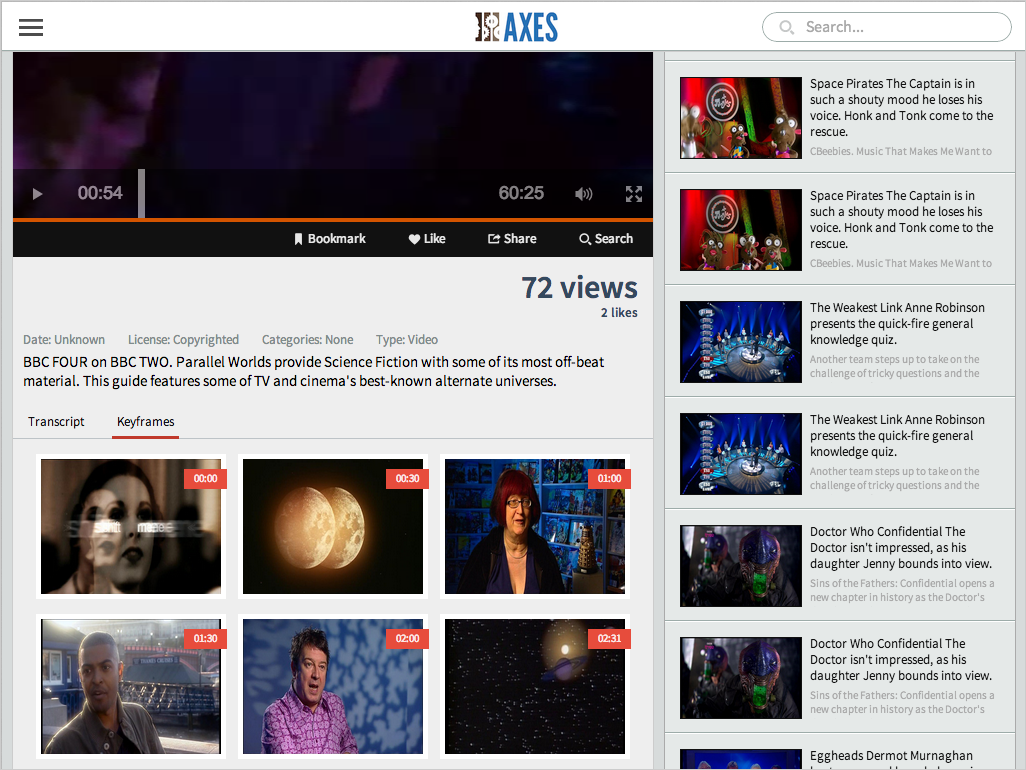 AXES
Search...
00:54
60:25
Bookmark
Like
Share
Search
72 views
2 likes
Date: Unknown
License: Copyrighted
Categories: None
Type: Video
BBC FOUR on BBC TWO. Parallel Worlds provide Science Fiction with some of its most off-beat
material. This guide features some of TV and cinema's best-known alternate universes.
Transcript
Keyframes
00:00
00:30
01:00
01:30
02:00
02:31
Space Pirates The Captain is in
such a shouty mood he loses his
voice. Honk and Tonk come to the
rescue.
CBeebies. Music That Makes Me Want to
Space Pirates The Captain is in
such a shouty mood he loses his
voice. Honk and Tonk come to the
rescue.
CBeebies. Music That Makes Me Want to
The Weakest Link Anne Robinson
presents the quick-fire general
knowledge quiz.
Another team steps up to take on the
challenge of tricky questions and the
The Weakest Link Anne Robinson
presents the quick-fire general
knowledge quiz.
Another team steps up to take on the
challenge of tricky questions and the
Doctor Who Confidential The
Doctor isn't impressed, as his
daughter Jenny bounds into view.
Sins of the Fathers: Confidential opens a
new chapter in history as the Doctor's
Doctor Who Confidential The
Doctor isn't impressed, as his
daughter Jenny bounds into view.
Sins of the Fathers: Confidential opens a
new chapter in history as the Doctor's
Eggheads Dermot Murnaghan